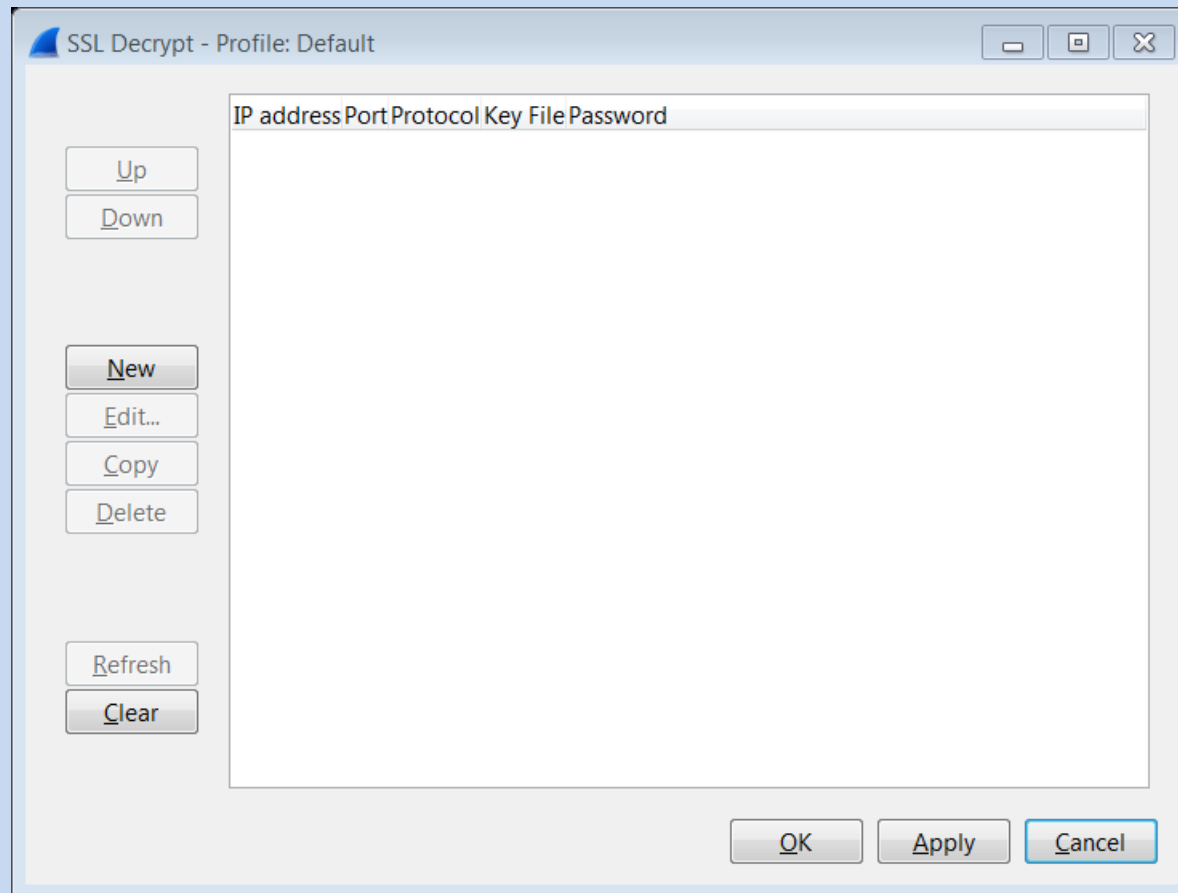 SSL Decrypt - Profile: Default
IP address Port Protocol Key File Password
Up
Down
New
Edit...
Copy
Delete
Refresh
Clear
OK Apply Cancel